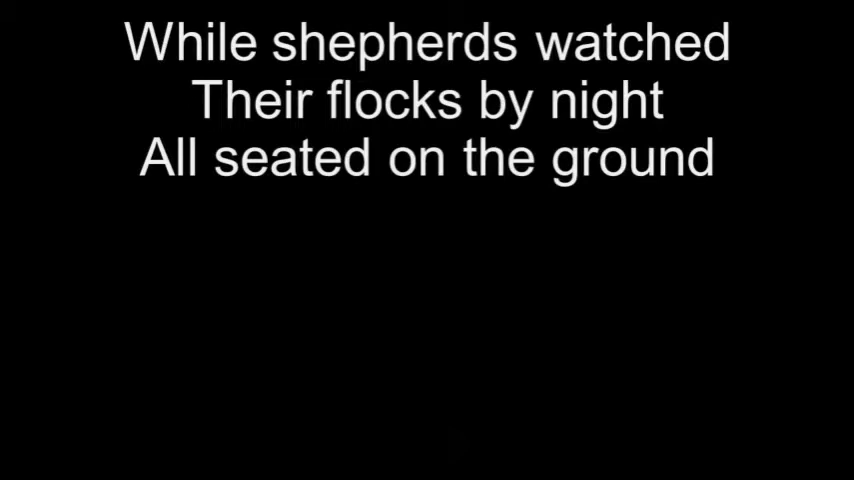 While shepherds watched
Their flocks by night
All seated on the ground